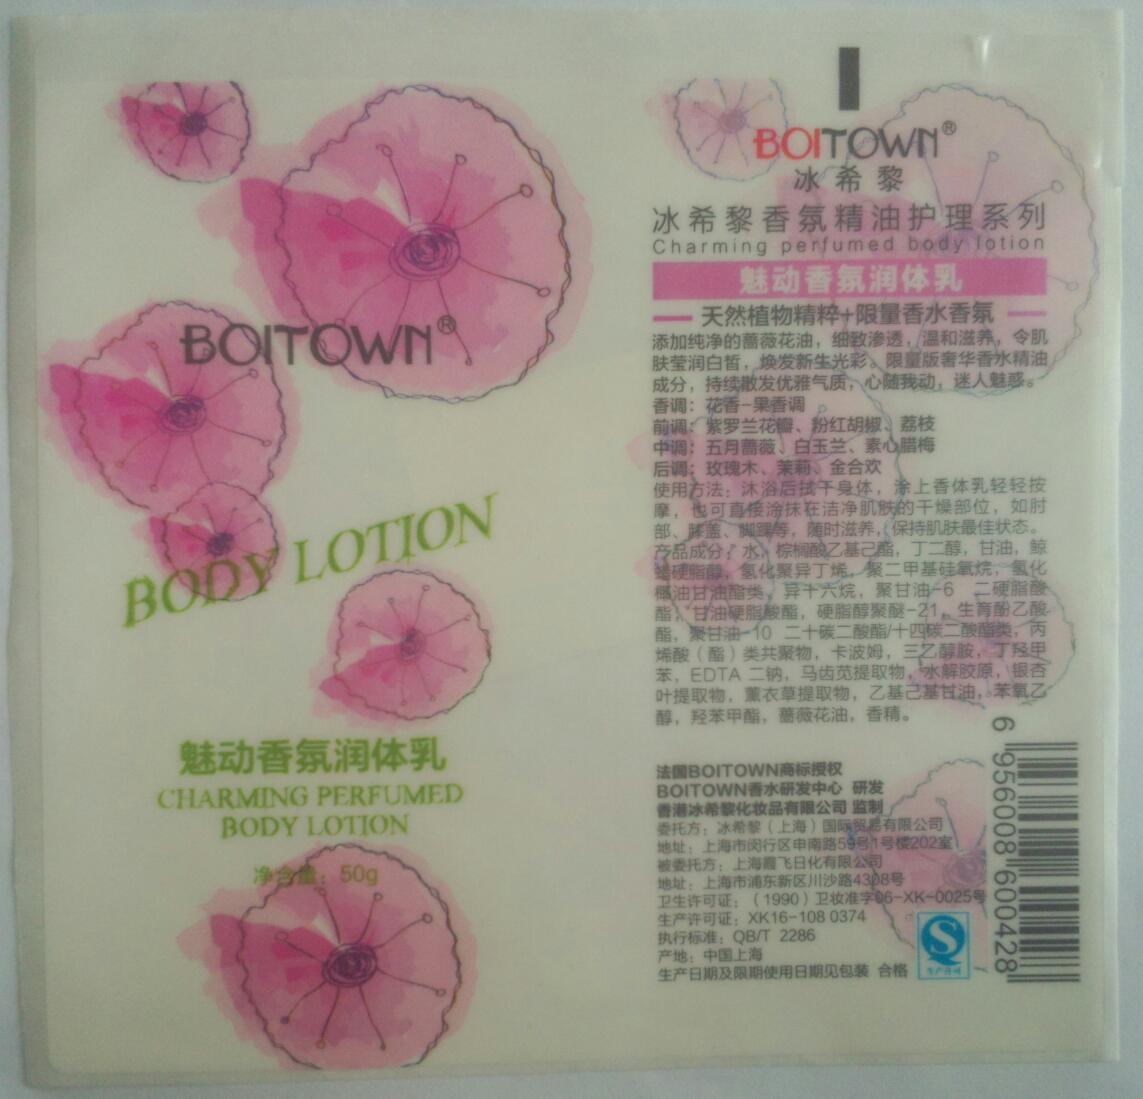 BOITOWN®
BODY LOTION
魅动香氛润体乳
CHARMING PERFUMED
BODY LOTION
净含量：50g
BOITOWN®
冰希黎
冰希黎香氛精油护理系列
Charming perfumed body lotion
魅动香氛润体乳
天然植物精粹+限量香水香氛
添加纯净的蔷薇花油，细致渗透，温和滋养，令肌
肤莹润白皙，焕发新生光彩。限量版奢华香水精油
成分，持续散发优雅气质，心随我动，迷人魅惑。
香调：花香-果香调
前调：紫罗兰花瓣、粉红胡椒、荔枝
中调：五月蔷薇、白玉兰、素心腊梅
后调：玫瑰木、茉莉、金合欢
使用方法：沐浴后拭干身体，涂上香体乳轻轻按
摩，也可直接涂抹在洁净肌肤的干燥部位，如肘
部、膝盖、脚踝等，随时滋养，保持肌肤最佳状态。
产品成分：水，棕榈酸乙基己酯，丁二醇，甘油，鲸
蜡硬脂醇，氢化聚异丁烯，聚二甲基硅氧烷，氢化
椰油甘油酯类，异十六烷，聚甘油-6 二硬脂酸
酯，甘油硬脂酸酯，硬脂醇聚醚-21，生育酚乙酸
酯，聚甘油-10 二十碳二酸酯/十四碳二酸酯类，丙
烯酸（酯）类共聚物，卡波姆，三乙醇胺，丁羟甲
苯，EDTA 二钠，马齿苋提取物，水解胶原，银杏
叶提取物，薰衣草提取物，乙基己基甘油，苯氧乙
醇，羟苯甲酯，蔷薇花油，香精。
法国BOITOWN商标授权
BOITOWN香水研发中心 研发
香港冰希黎化妆品有限公司 监制
委托方：冰希黎（上海）国际贸易有限公司
地址：上海市闵行区申南路59号1号楼202室
被委托方：上海霞飞日化有限公司
地址：上海市浦东新区川沙路4308号
卫生许可证：（1990）卫妆准字06-XK-0025号
生产许可证：XK16-108 0374
执行标准：QB/T 2286
产地：中国上海
生产日期及限期使用日期见包装 合格
生产许可
6 956008 600428